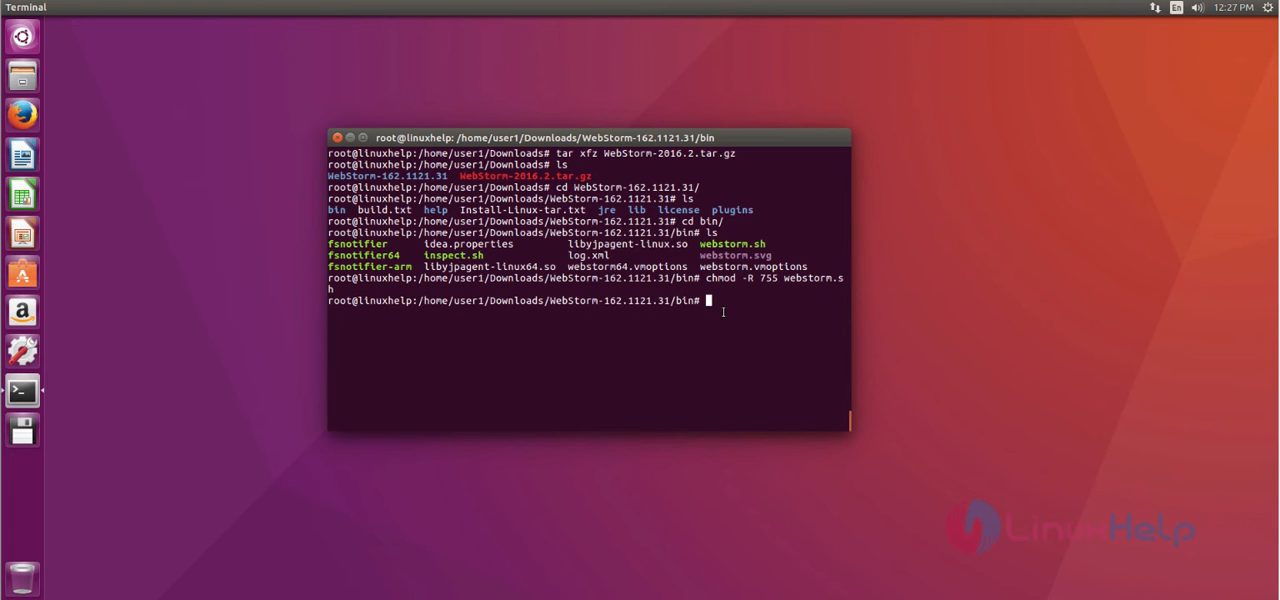 Terminal
En
12:27 PM
root@linuxhelp: /home/user1/Downloads/WebStorm-162.1121.31/bin
root@linuxhelp:/home/user1/Downloads# tar xfz WebStorm-2016.2.tar.gz
root@linuxhelp:/home/user1/Downloads# ls
WebStorm-162.1121.31  WebStorm-2016.2.tar.gz
root@linuxhelp:/home/user1/Downloads# cd WebStorm-162.1121.31/
root@linuxhelp:/home/user1/Downloads/WebStorm-162.1121.31# ls
bin  build.txt  help  Install-Linux-tar.txt  jre  lib  license  plugins
root@linuxhelp:/home/user1/Downloads/WebStorm-162.1121.31# cd bin/
root@linuxhelp:/home/user1/Downloads/WebStorm-162.1121.31/bin# ls
fsnotifier      idea.properties         libyjpagent-linux.so  webstorm.sh
fsnotifier64    inspect.sh              log.xml               webstorm.svg
fsnotifier-arm  libyjpagent-linux64.so  webstorm64.vmoptions  webstorm.vmoptions
root@linuxhelp:/home/user1/Downloads/WebStorm-162.1121.31/bin# chmod -R 755 webstorm.s
h
root@linuxhelp:/home/user1/Downloads/WebStorm-162.1121.31/bin#
LinuxHelp